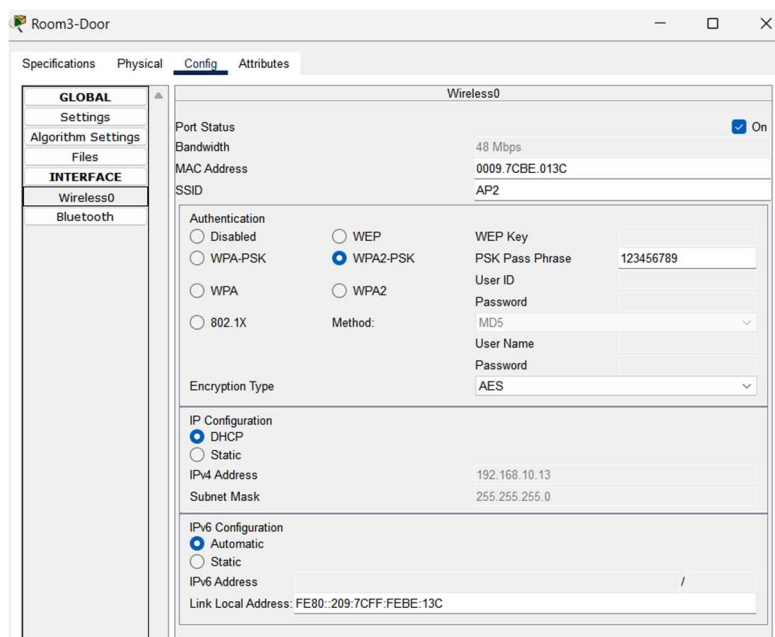 Room3-Door
Specifications Physical Config Attributes
GLOBAL
Settings
Algorithm Settings
Files
INTERFACE
Wireless0
Bluetooth
Wireless0
Port Status On
Bandwidth 48 Mbps
MAC Address 0009.7CBE.013C
SSID AP2
Authentication
Disabled WEP WEP Key
WPA-PSK WPA2-PSK PSK Pass Phrase 123456789
User ID
WPA WPA2
Password
802.1X Method: MD5
User Name
Password
Encryption Type AES
IP Configuration
DHCP
Static
IPv4 Address 192.168.10.13
Subnet Mask 255.255.255.0
IPv6 Configuration
Automatic
Static
IPv6 Address /
Link Local Address: FE80::209:7CFF:FEBE:13C